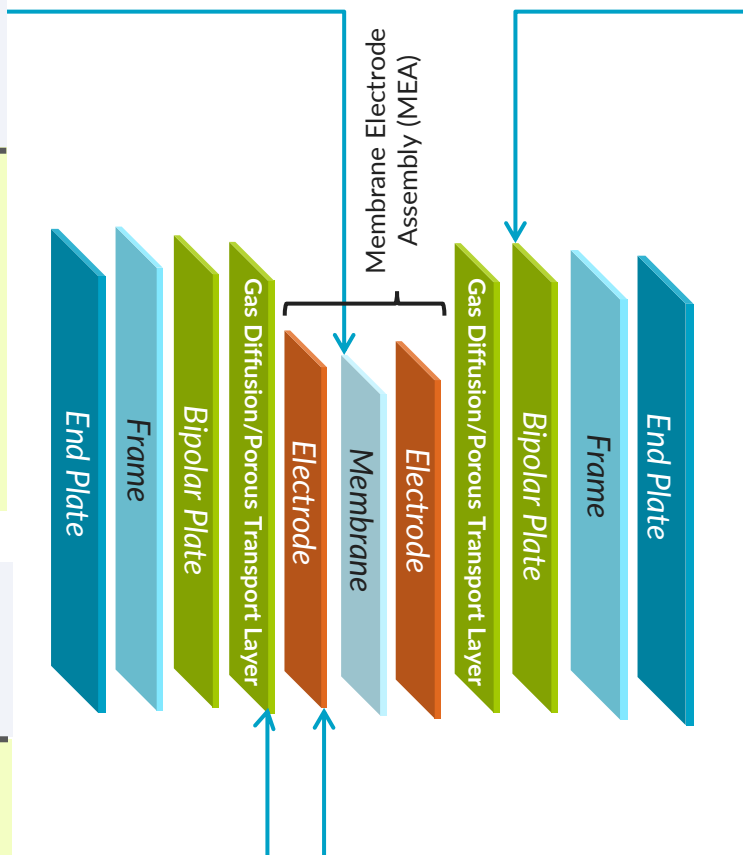 Membrane Electrode
Assembly (MEA)
End Plate
Frame
Bipolar Plate
Gas Diffusion/Porous Transport Layer
Electrode
Membrane
Electrode
Gas Diffusion/Porous Transport Layer
Bipolar Plate
Frame
End Plate